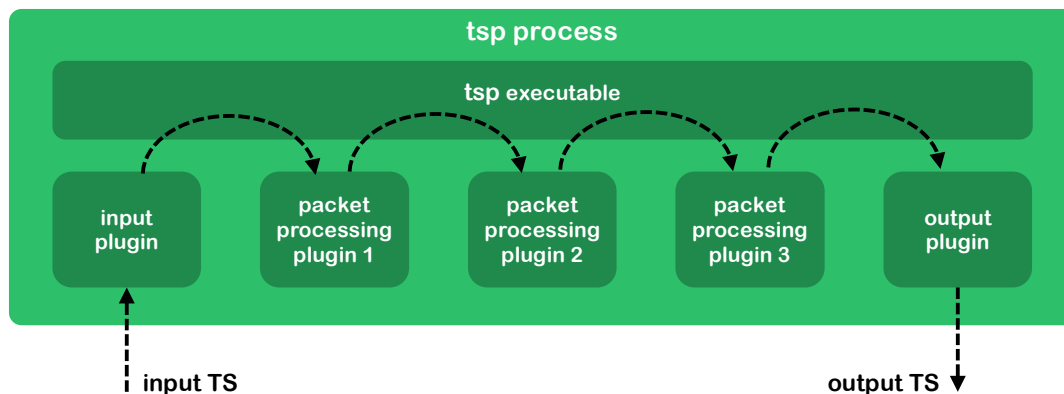 tsp process
tsp executable
input
plugin
packet
processing
plugin 1
packet
processing
plugin 2
packet
processing
plugin 3
output
plugin
input TS
output TS